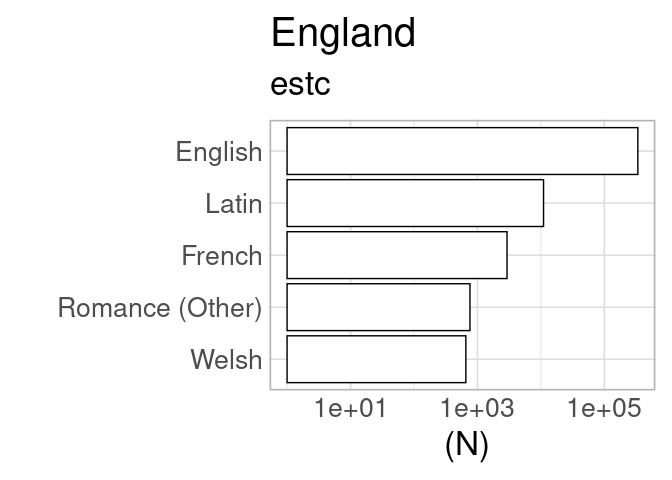 England
estc
English
Latin
French
Romance (Other)
Welsh
1e+01 1e+03 1e+05
(N)